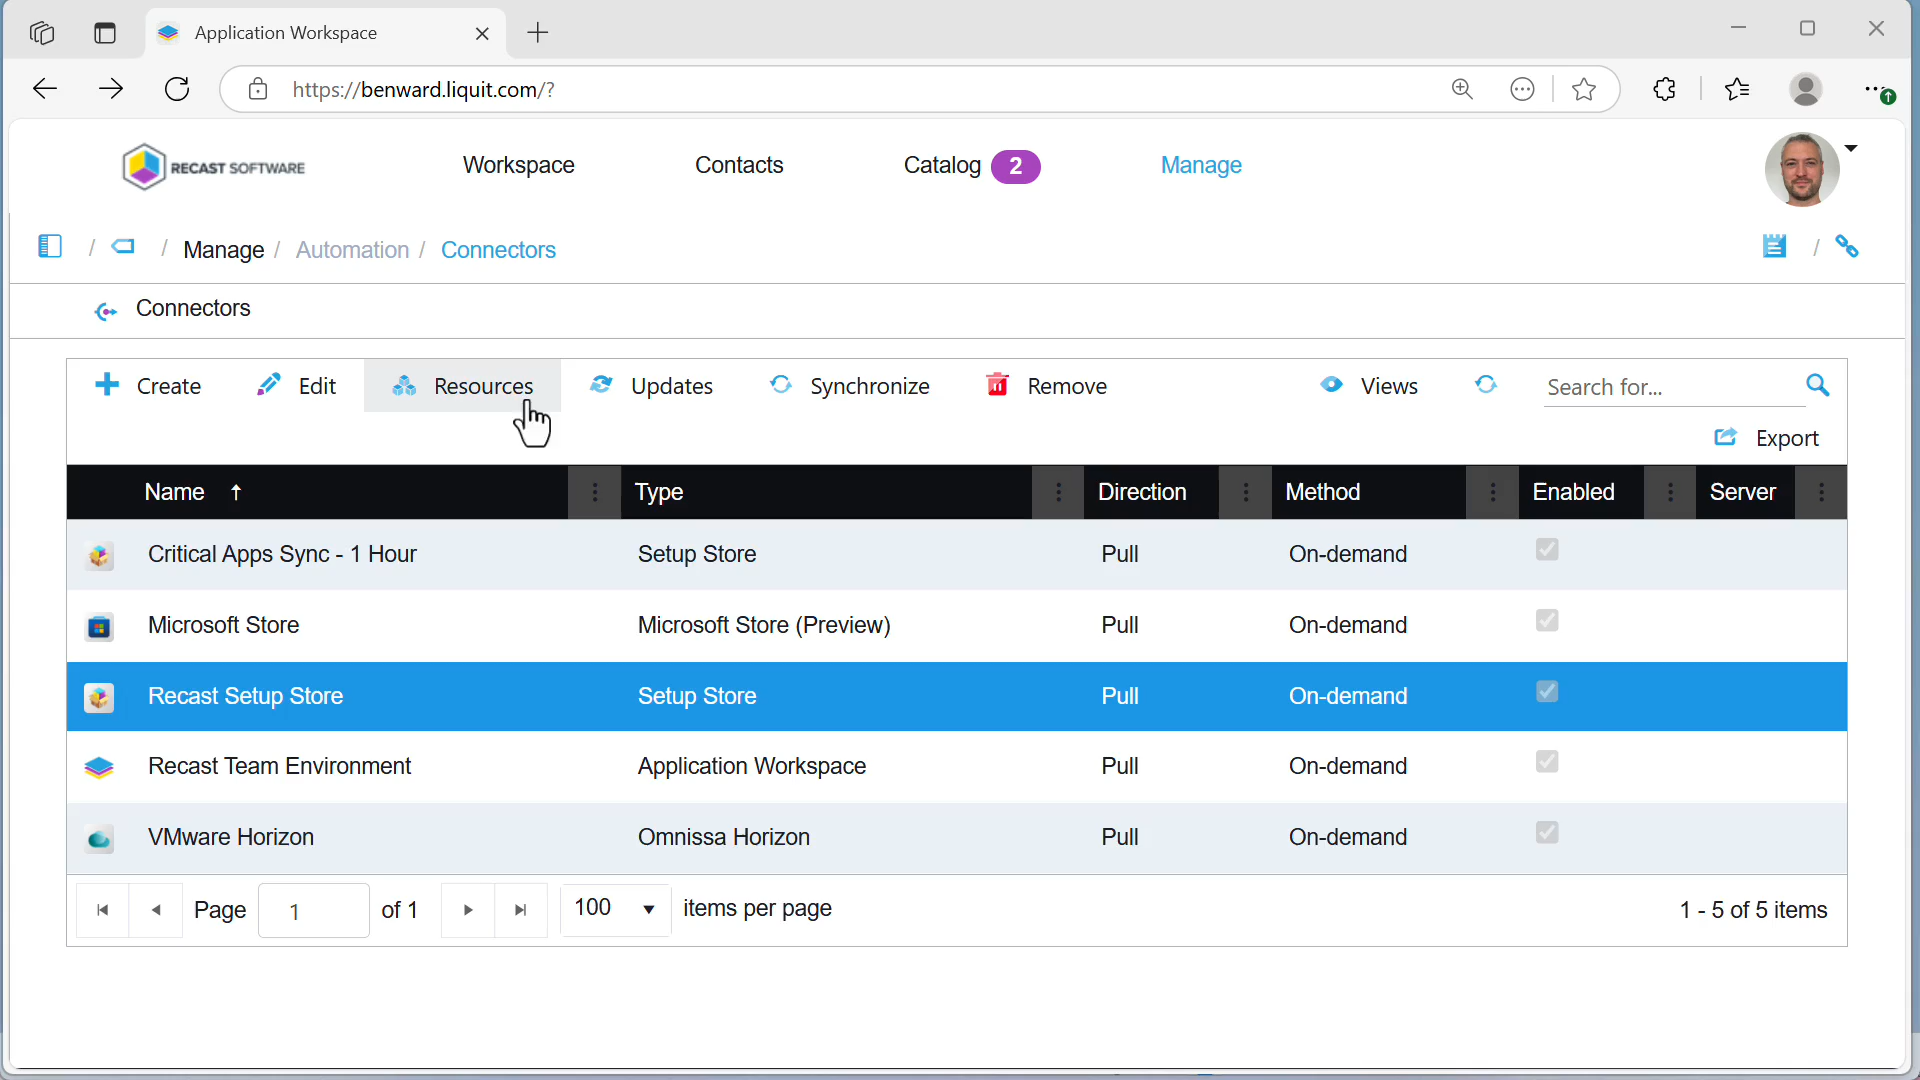 Application Workspace
https://benward.liquit.com/?
RECAST SOFTWARE
Workspace
Contacts
Catalog 2
Manage
/ / Manage / Automation / Connectors /
Connectors
Create Edit Resources Updates Synchronize Remove Views Search for...
Export
Name ↑ Type Direction Method Enabled Server
Critical Apps Sync - 1 Hour Setup Store Pull On-demand
Microsoft Store Microsoft Store (Preview) Pull On-demand
Recast Setup Store Setup Store Pull On-demand
Recast Team Environment Application Workspace Pull On-demand
VMware Horizon Omnissa Horizon Pull On-demand
Page 1 of 1 100 items per page 1 - 5 of 5 items